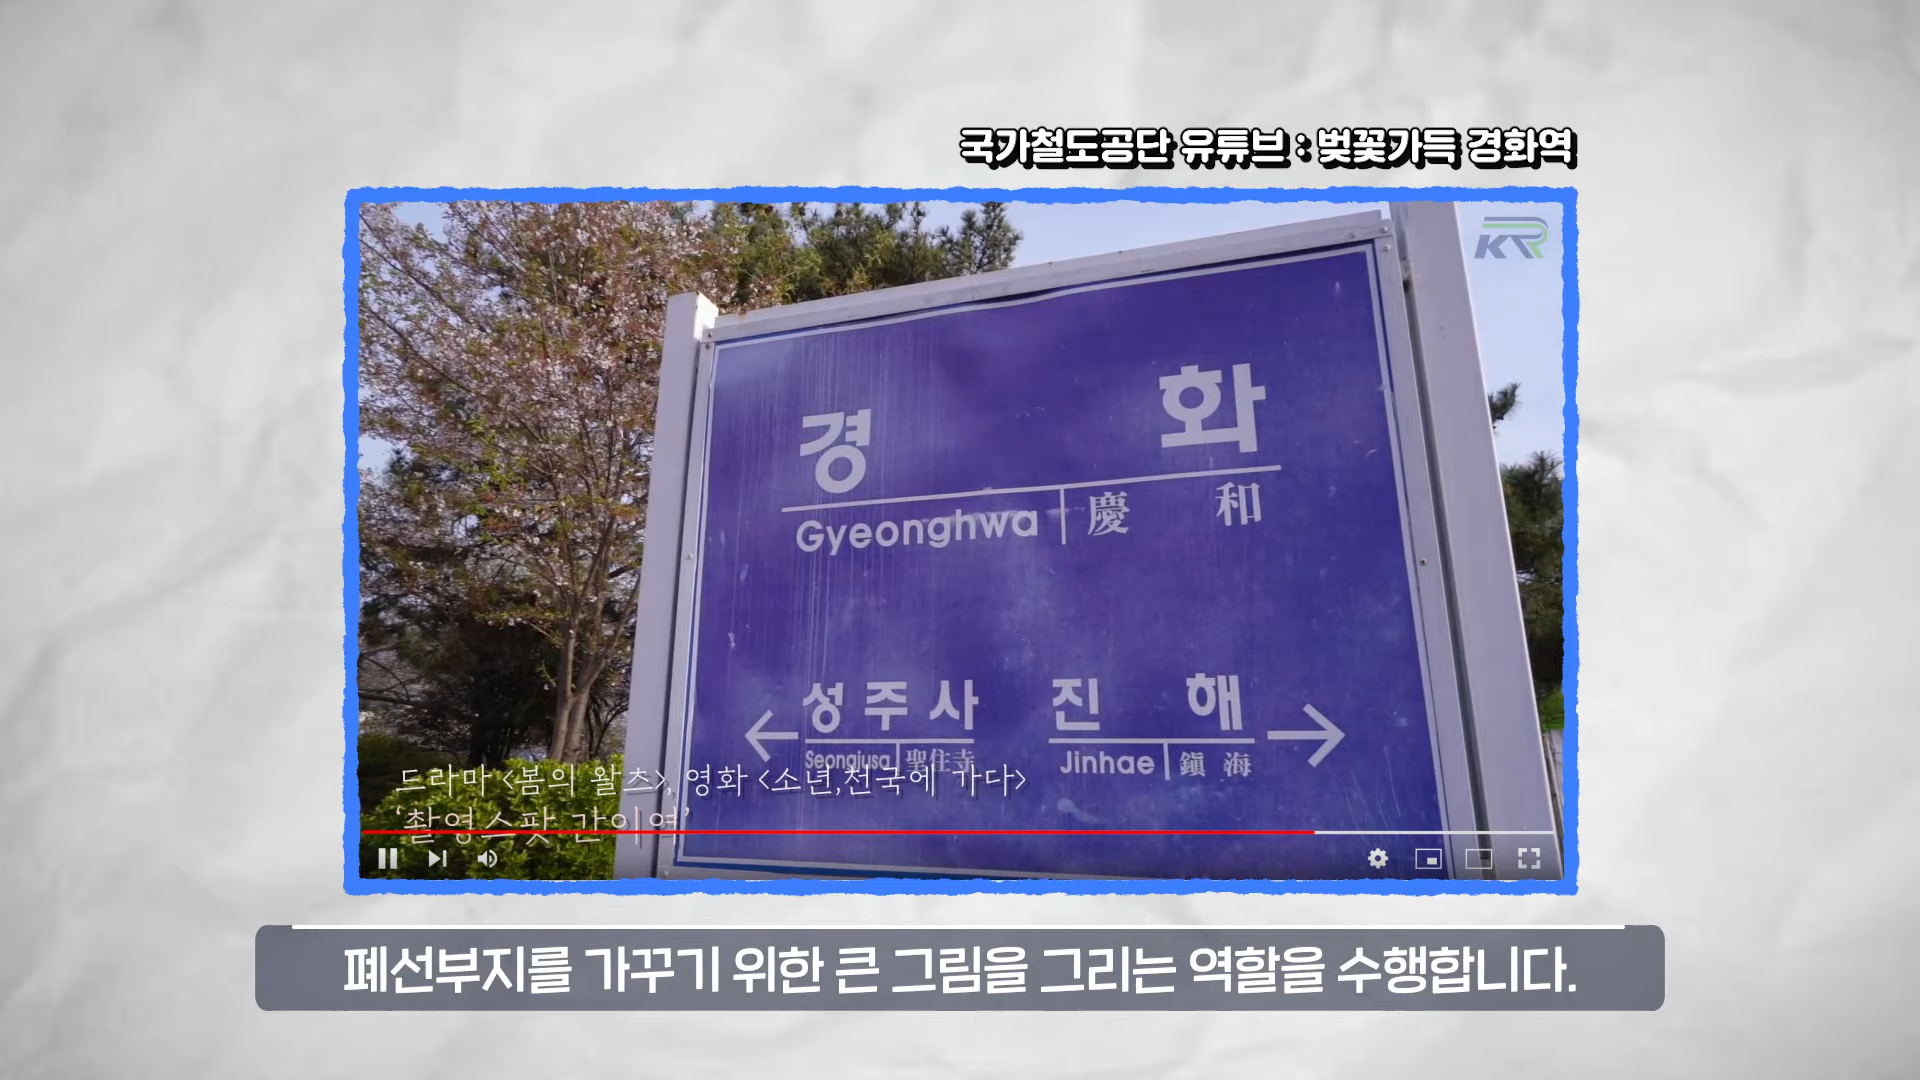 국가철도공단 유튜브 : 벚꽃가득 경화역
KR
경 화
Gyeonghwa 慶 和
← 성주사 진 해 →
Seongjusa 聖住寺 Jinhae 鎭 海
드라마 <봄의 왈츠>, 영화 <소년,천국에 가다>
‘촬영스팟 간이역’
폐선부지를 가꾸기 위한 큰 그림을 그리는 역할을 수행합니다.